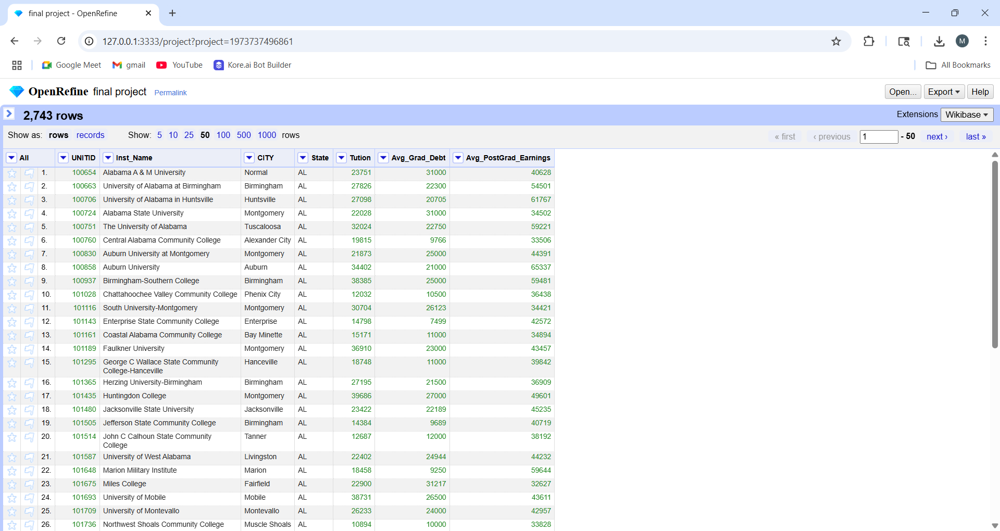 final project - OpenRefine
127.0.0.1:3333/project?project=1973737496861
M
Google Meet gmail YouTube Kore.ai Bot Builder All Bookmarks
OpenRefine final project Permalink Open... Export Help
2,743 rows Extensions Wikibase
Show as: rows records Show: 5 10 25 50 100 500 1000 rows « first ‹ previous 1 - 50 next › last »
All UNITID Inst_Name CITY State Tution Avg_Grad_Debt Avg_PostGrad_Earnings
1. 100654 Alabama A & M University Normal AL 23751 31000 40628
2. 100663 University of Alabama at Birmingham Birmingham AL 27826 22300 54501
3. 100706 University of Alabama in Huntsville Huntsville AL 27098 20705 61767
4. 100724 Alabama State University Montgomery AL 22028 31000 34502
5. 100751 The University of Alabama Tuscaloosa AL 32024 22750 59221
6. 100760 Central Alabama Community College Alexander City AL 19815 9766 33506
7. 100830 Auburn University at Montgomery Montgomery AL 21873 25000 44391
8. 100858 Auburn University Auburn AL 34402 21000 65337
9. 100937 Birmingham-Southern College Birmingham AL 38385 25000 59481
10. 101028 Chattahoochee Valley Community College Phenix City AL 12032 10500 36438
11. 101116 South University-Montgomery Montgomery AL 30704 26123 34421
12. 101143 Enterprise State Community College Enterprise AL 14798 7499 42572
13. 101161 Coastal Alabama Community College Bay Minette AL 15171 11000 34894
14. 101189 Faulkner University Montgomery AL 36910 23000 43457
15. 101295 George C Wallace State Community Hanceville AL 18748 11000 39842
College-Hanceville
16. 101365 Herzing University-Birmingham Birmingham AL 27195 21500 36909
17. 101435 Huntingdon College Montgomery AL 39686 27000 49601
18. 101480 Jacksonville State University Jacksonville AL 23422 22189 45235
19. 101505 Jefferson State Community College Birmingham AL 14384 9689 40719
20. 101514 John C Calhoun State Community Tanner AL 12687 12000 38192
College
21. 101587 University of West Alabama Livingston AL 22402 24944 44232
22. 101648 Marion Military Institute Marion AL 18458 9250 59644
23. 101675 Miles College Fairfield AL 22900 31217 32627
24. 101693 University of Mobile Mobile AL 38731 26500 43611
25. 101709 University of Montevallo Montevallo AL 26233 24000 42957
26. 101736 Northwest Shoals Community College Muscle Shoals AL 10894 10000 33828